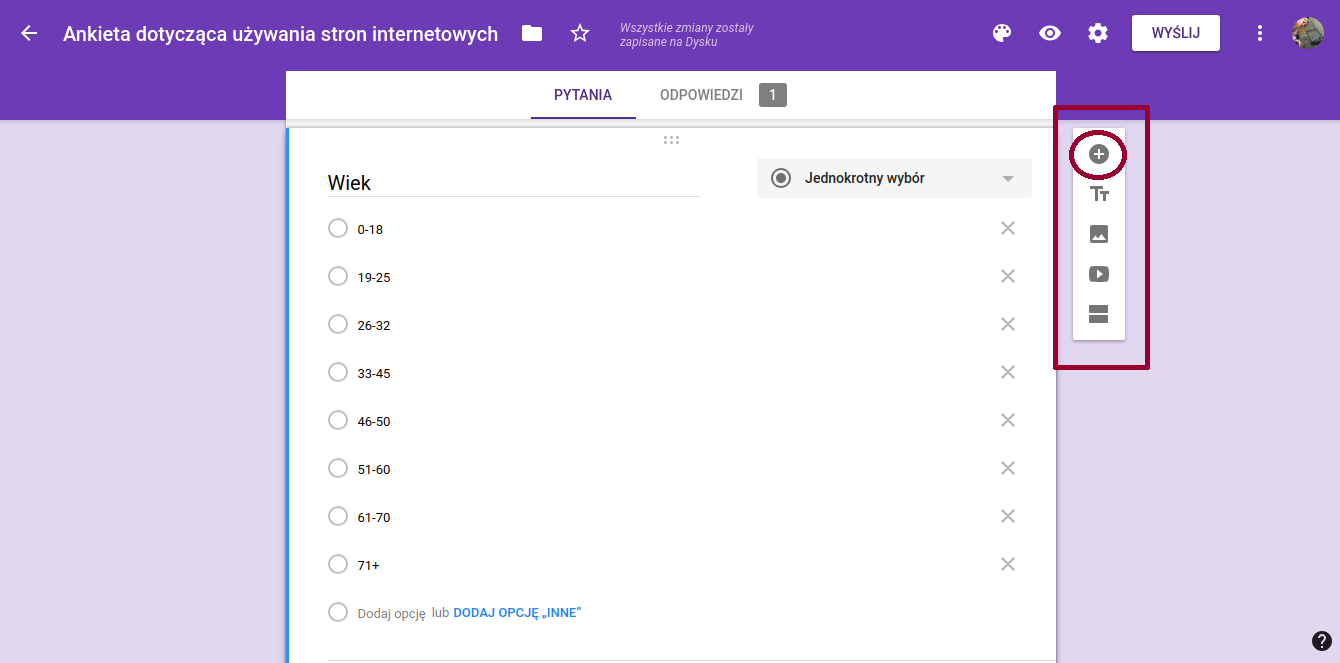 Ankieta dotycząca używania stron internetowych
Wszystkie zmiany zostały
zapisane na Dysku
WYŚLIJ
PYTANIA
ODPOWIEDZI 1
Wiek
Jednokrotny wybór
0-18
19-25
26-32
33-45
46-50
51-60
61-70
71+
Dodaj opcję lub DODAJ OPCJĘ „INNE”